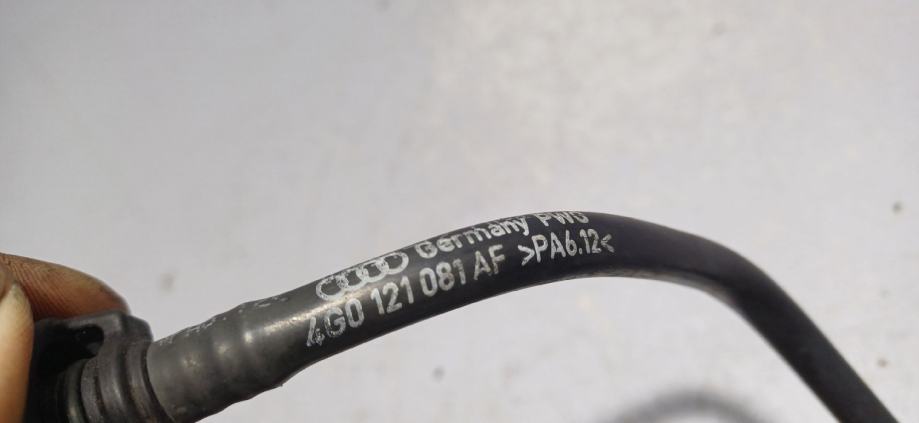 Germany PWG
4G0 121 081 AF >PA6.12<